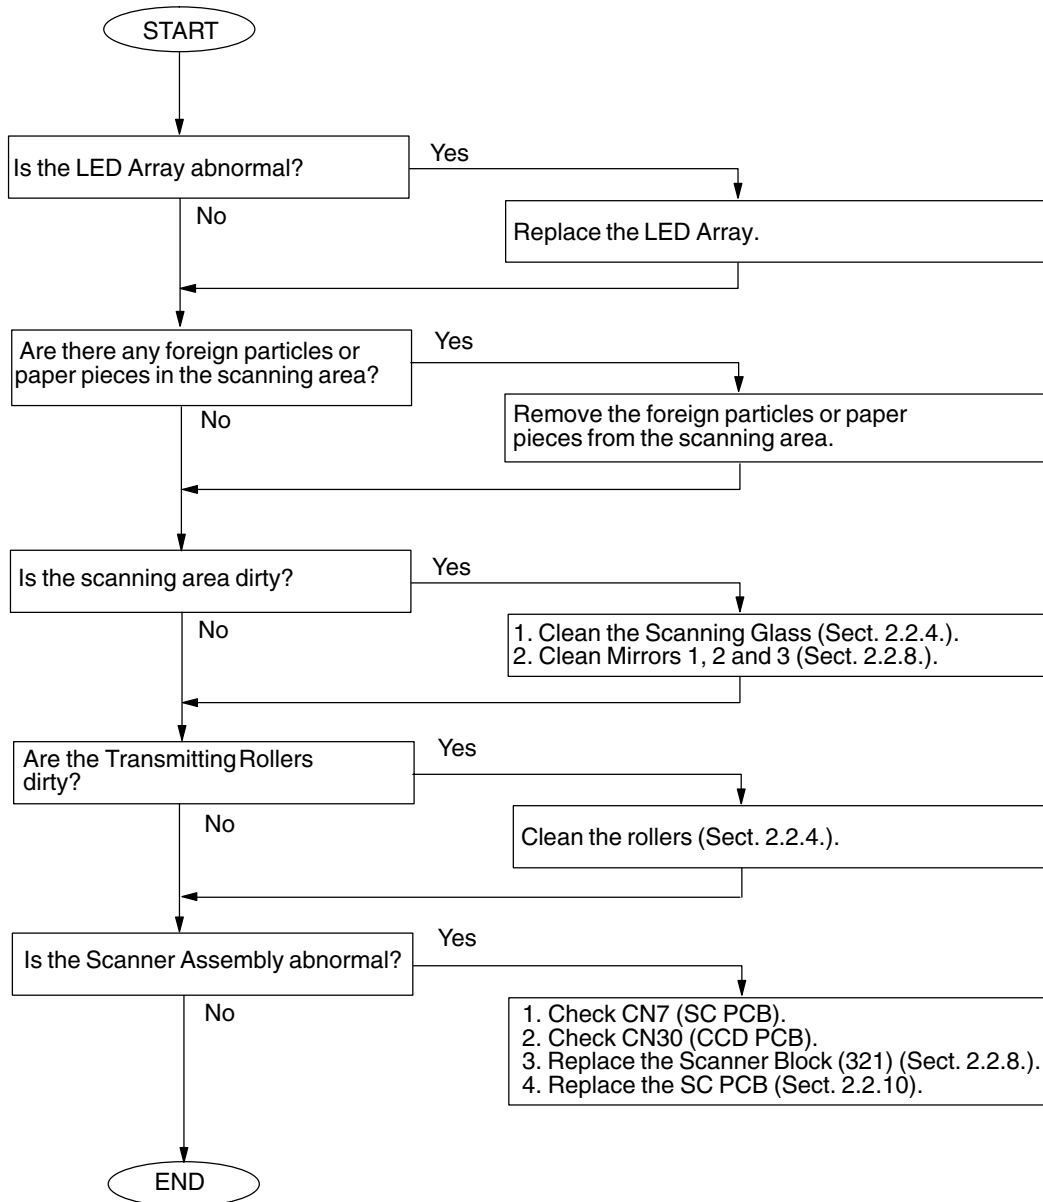 START
Is the LED Array abnormal?
Yes
No
Replace the LED Array.
Are there any foreign particles or
paper pieces in the scanning area?
Yes
No
Remove the foreign particles or paper
pieces from the scanning area.
Is the scanning area dirty?
Yes
No
1. Clean the Scanning Glass (Sect. 2.2.4.).
2. Clean Mirrors 1, 2 and 3 (Sect. 2.2.8.).
Are the Transmitting Rollers
dirty?
Yes
No
Clean the rollers (Sect. 2.2.4.).
Is the Scanner Assembly abnormal?
Yes
No
1. Check CN7 (SC PCB).
2. Check CN30 (CCD PCB).
3. Replace the Scanner Block (321) (Sect. 2.2.8.).
4. Replace the SC PCB (Sect. 2.2.10).
END